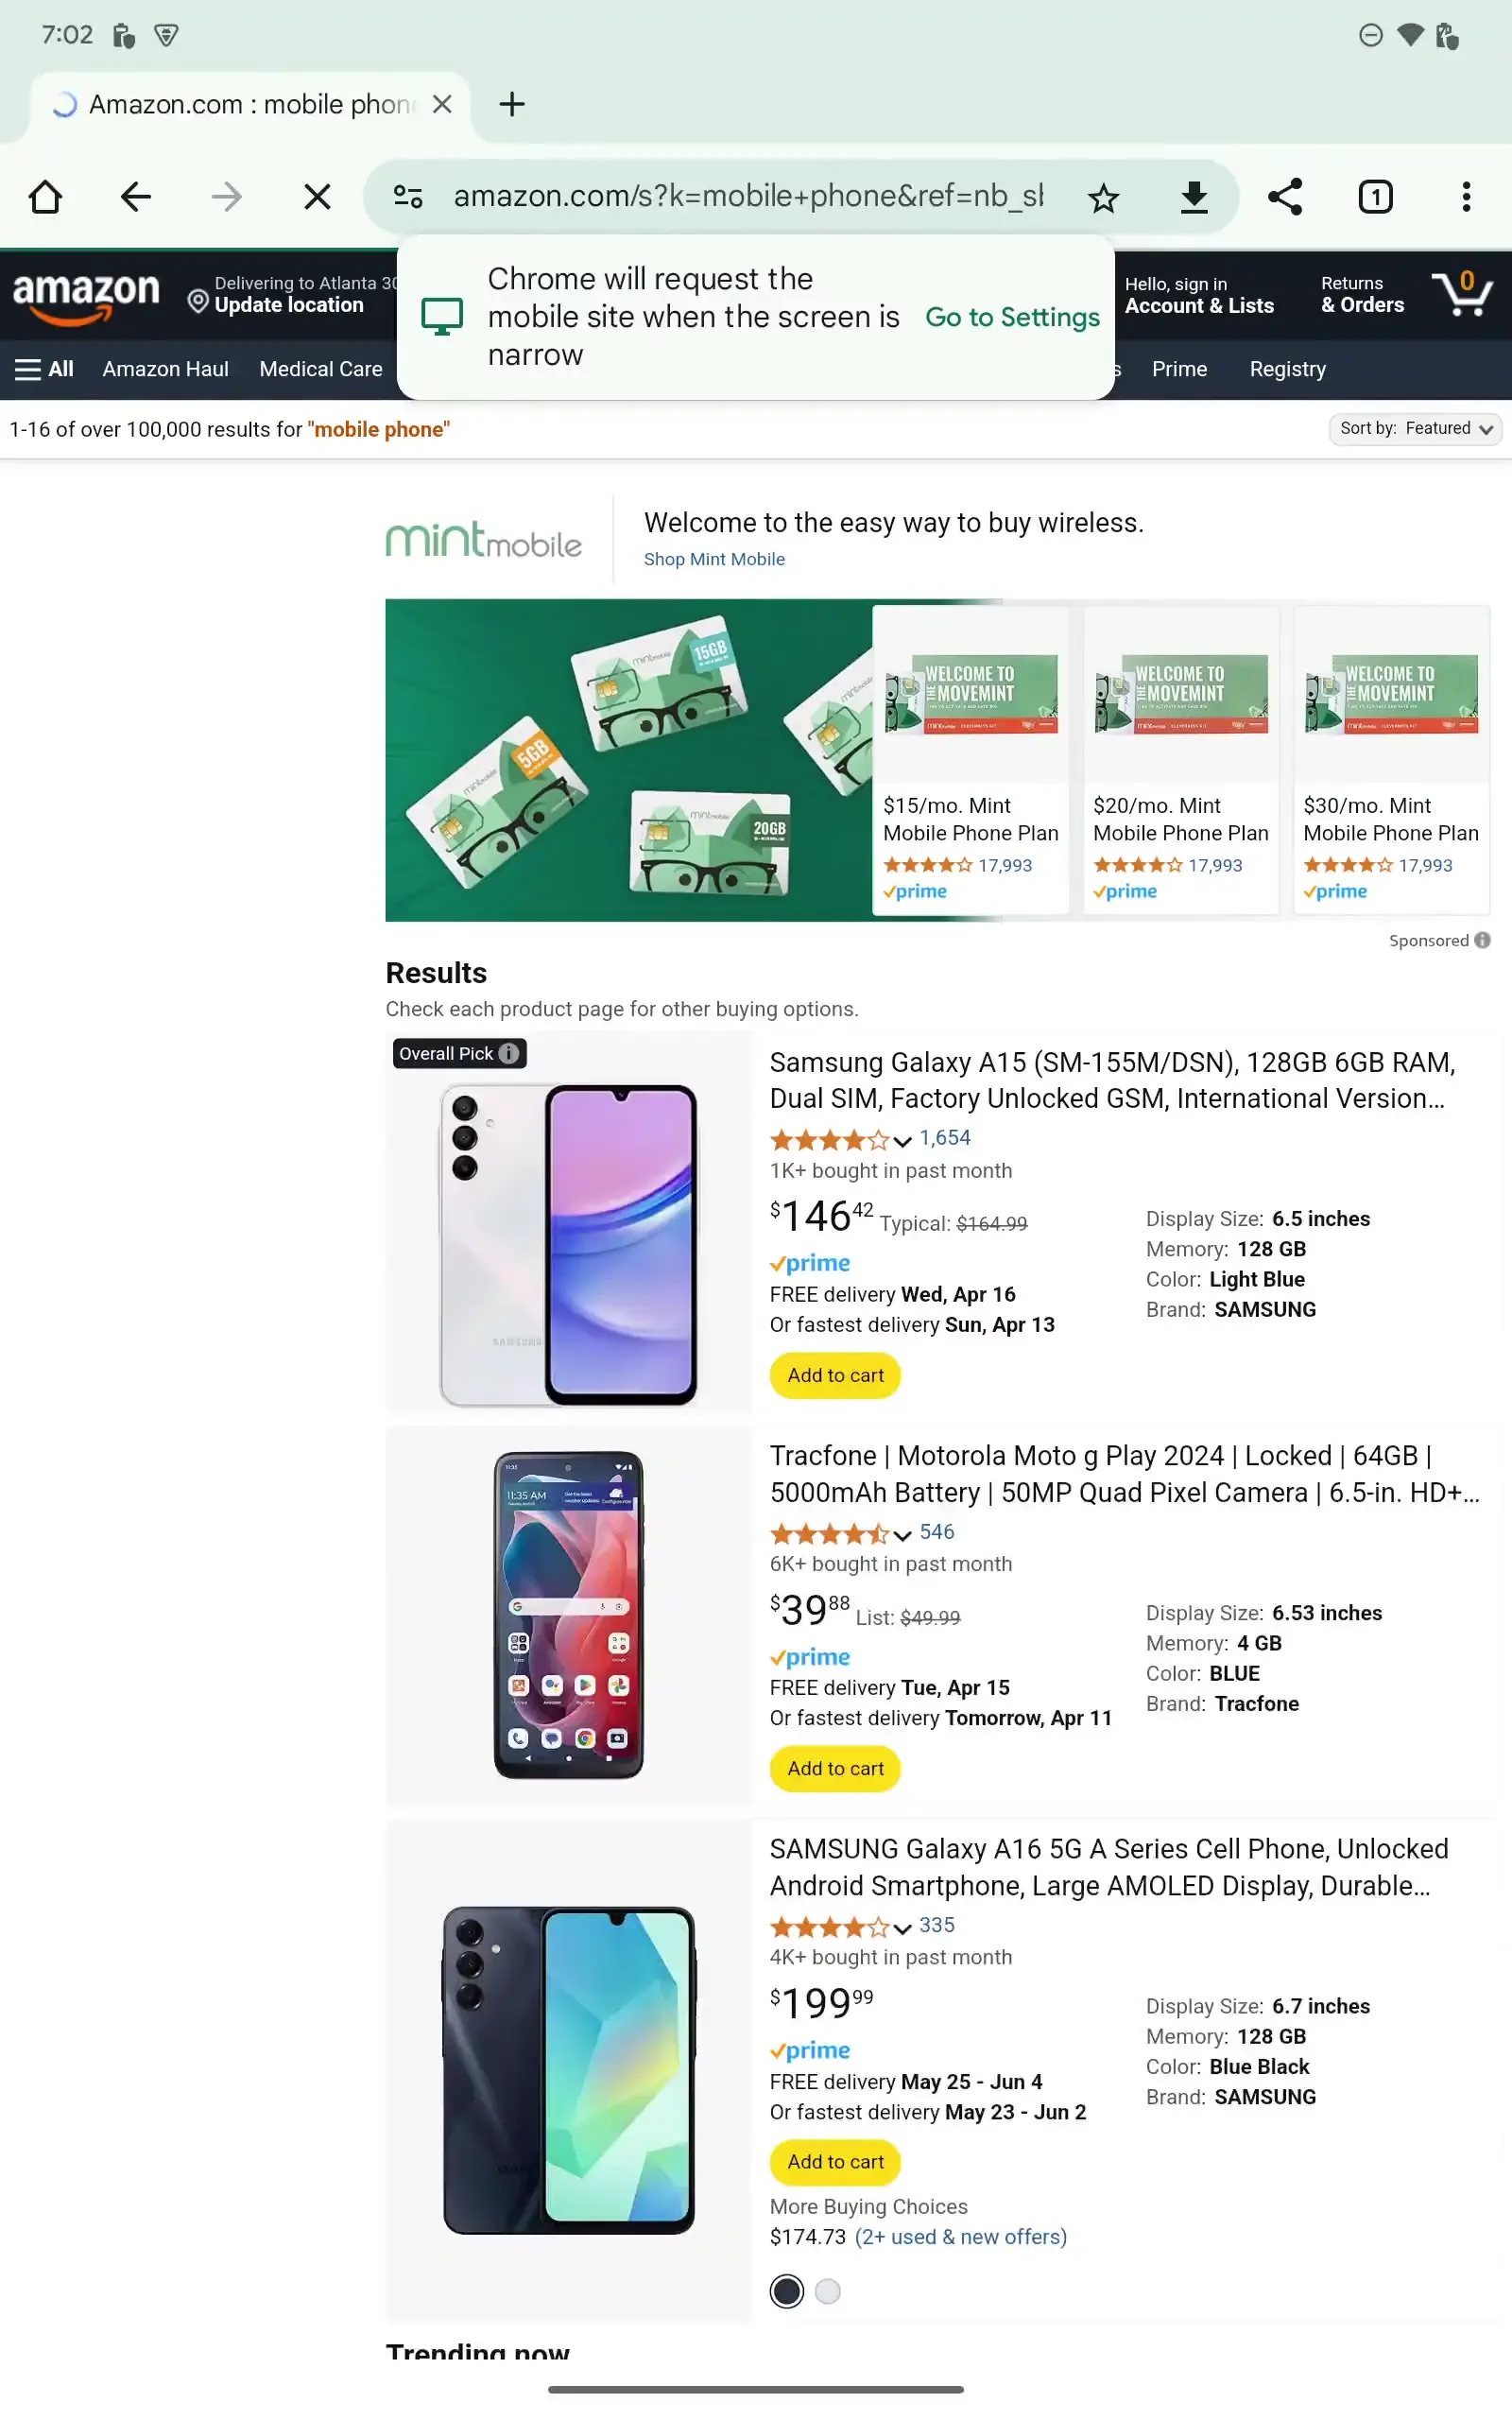 7:02
Amazon.com : mobile phon
amazon.com/s?k=mobile+phone&ref=nb_sl
1
Chrome will request the
mobile site when the screen is
narrow
Go to Settings
amazon
Delivering to Atlanta 30
Update location
Hello, sign in
Account & Lists
Returns
& Orders
0
All
Amazon Haul
Medical Care
s
Prime
Registry
1-16 of over 100,000 results for "mobile phone"
Sort by: Featured
mintmobile
Welcome to the easy way to buy wireless.
Shop Mint Mobile
mintmobile
15GB
mintmobile
5GB
mintmobile
mintmobile
20GB
WELCOME TO
THE MOVEMINT
WELCOME TO
THE MOVEMINT
WELCOME TO
THE MOVEMINT
$15/mo. Mint
Mobile Phone Plan
17,993
prime
$20/mo. Mint
Mobile Phone Plan
17,993
prime
$30/mo. Mint
Mobile Phone Plan
17,993
prime
Sponsored
Results
Check each product page for other buying options.
Overall Pick
SAMSUNG
Samsung Galaxy A15 (SM-155M/DSN), 128GB 6GB RAM,
Dual SIM, Factory Unlocked GSM, International Version…
1,654
1K+ bought in past month
$146 42 Typical: $164.99
prime
FREE delivery Wed, Apr 16
Or fastest delivery Sun, Apr 13
Display Size: 6.5 inches
Memory: 128 GB
Color: Light Blue
Brand: SAMSUNG
Add to cart
11:35 AM
Tracfone | Motorola Moto g Play 2024 | Locked | 64GB |
5000mAh Battery | 50MP Quad Pixel Camera | 6.5-in. HD+…
546
6K+ bought in past month
$39 88 List: $49.99
prime
FREE delivery Tue, Apr 15
Or fastest delivery Tomorrow, Apr 11
Display Size: 6.53 inches
Memory: 4 GB
Color: BLUE
Brand: Tracfone
Add to cart
SAMSUNG Galaxy A16 5G A Series Cell Phone, Unlocked
Android Smartphone, Large AMOLED Display, Durable…
335
4K+ bought in past month
$199 99
prime
FREE delivery May 25 - Jun 4
Or fastest delivery May 23 - Jun 2
Display Size: 6.7 inches
Memory: 128 GB
Color: Blue Black
Brand: SAMSUNG
Add to cart
More Buying Choices
$174.73 (2+ used & new offers)
Trending now